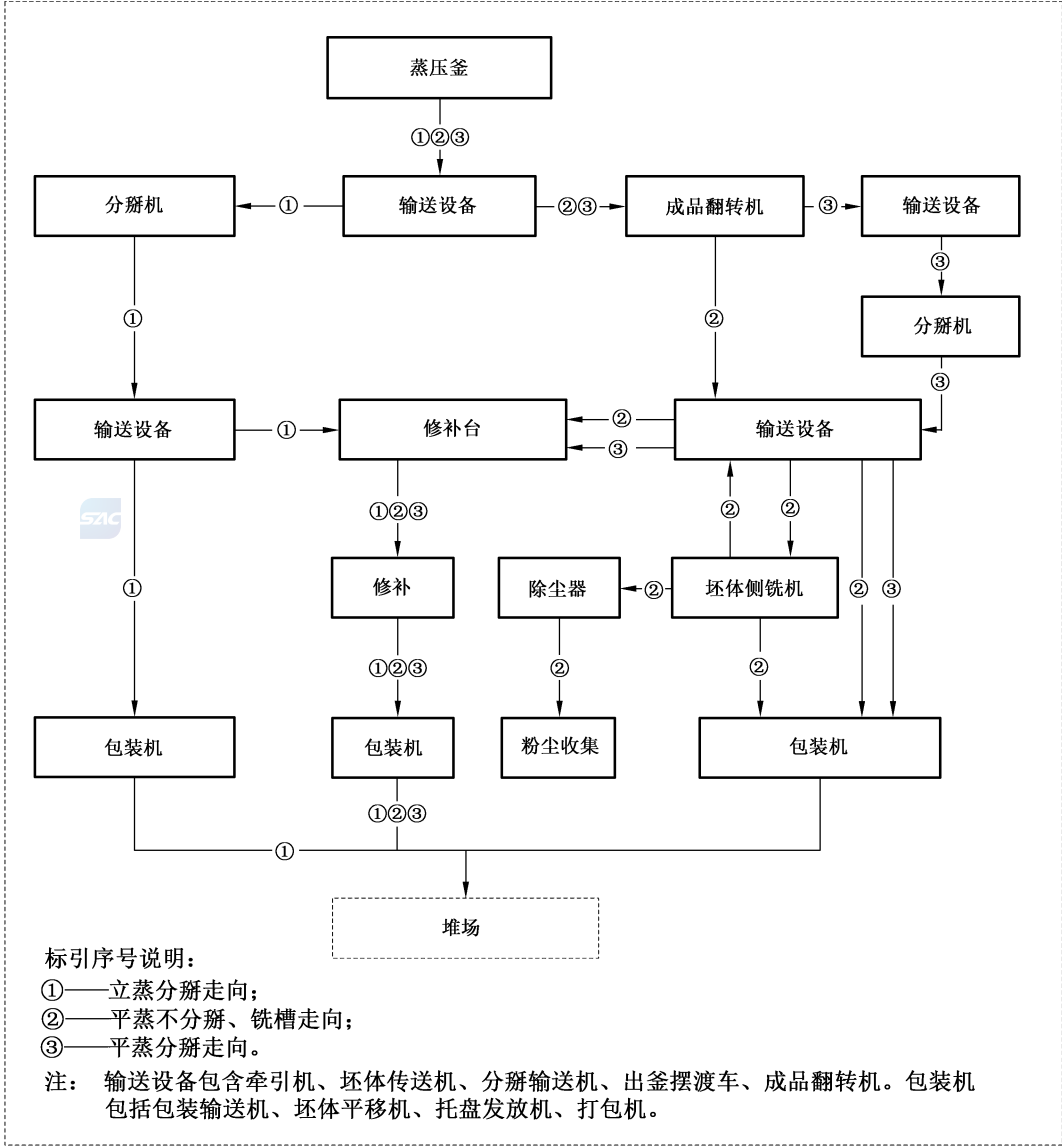 蒸压釜
①②③
分掰机
①
输送设备
②③
成品翻转机
③
输送设备
③
①
②
分掰机
③
输送设备
①
修补台
②
③
输送设备
SAC
①②③
②
②
①
修补
除尘器
②
坯体侧铣机
②
③
①②③
②
②
包装机
包装机
粉尘收集
包装机
①②③
①
堆场
标引序号说明：
①——立蒸分掰走向；
②——平蒸不分掰、铣槽走向；
③——平蒸分掰走向。
注： 输送设备包含牵引机、坯体传送机、分掰输送机、出釜摆渡车、成品翻转机。包装机
包括包装输送机、坯体平移机、托盘发放机、打包机。